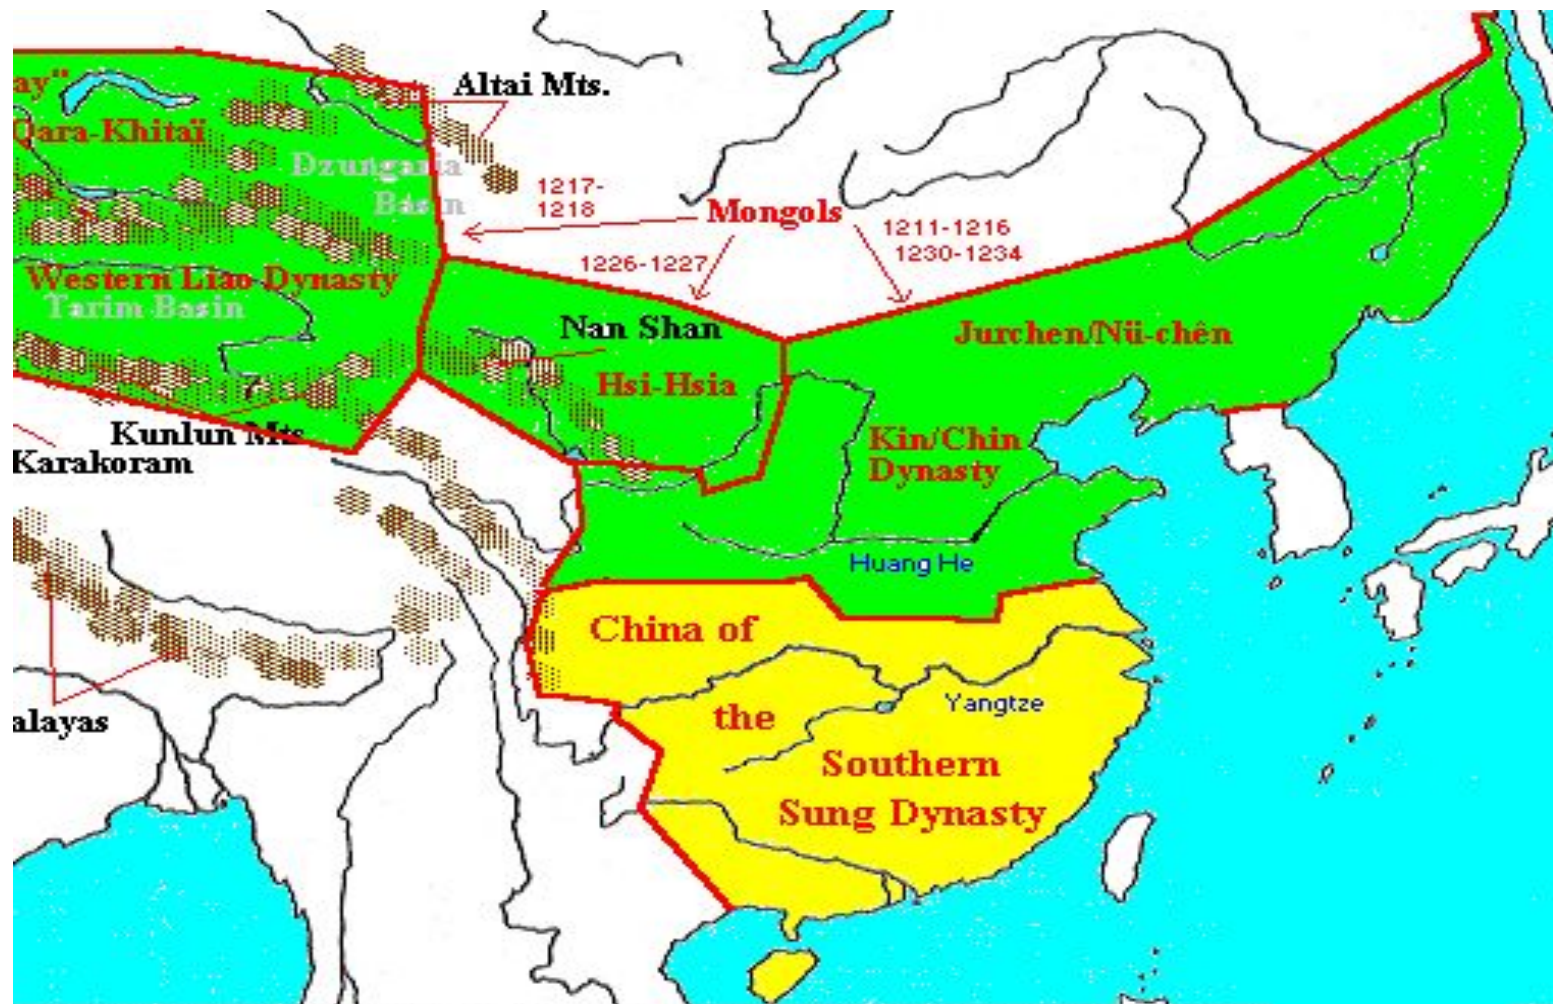 Altai Mts.
ay"
Qara-Khitaï
Dzungaria
Basin
1217-
1218
Mongols
1211-1216
1230-1234
1226-1227
Western Liao Dynasty
Tarim Basin
Nan Shan
Jurchen/Nü-chên
Hsi-Hsia
Kin/Chin
Dynasty
Kunlun Mts
Karakoram
Huang He
China of
the
Southern
Sung Dynasty
Yangtze
alayas